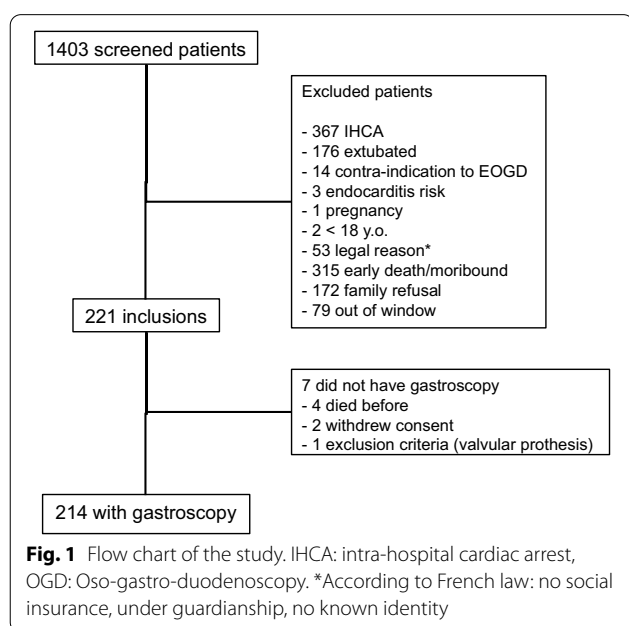 1403 screened patients
Excluded patients
- 367 IHCA
- 176 extubated
- 14 contra-indication to EOGD
- 3 endocarditis risk
- 1 pregnancy
- 2 < 18 y.o.
- 53 legal reason*
- 315 early death/moribound
- 172 family refusal
- 79 out of window
221 inclusions
7 did not have gastroscopy
- 4 died before
- 2 withdrew consent
- 1 exclusion criteria (valvular prothesis)
214 with gastroscopy
Fig. 1 Flow chart of the study. IHCA: intra-hospital cardiac arrest,
OGD: Oso-gastro-duodenoscopy. *According to French law: no social
insurance, under guardianship, no known identity